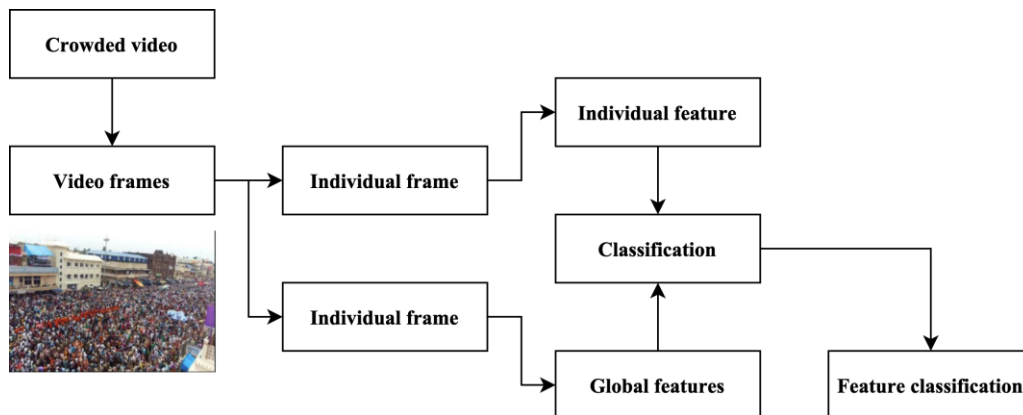 Crowded video
Individual feature
Video frames
Individual frame
Classification
Individual frame
Global features
Feature classification